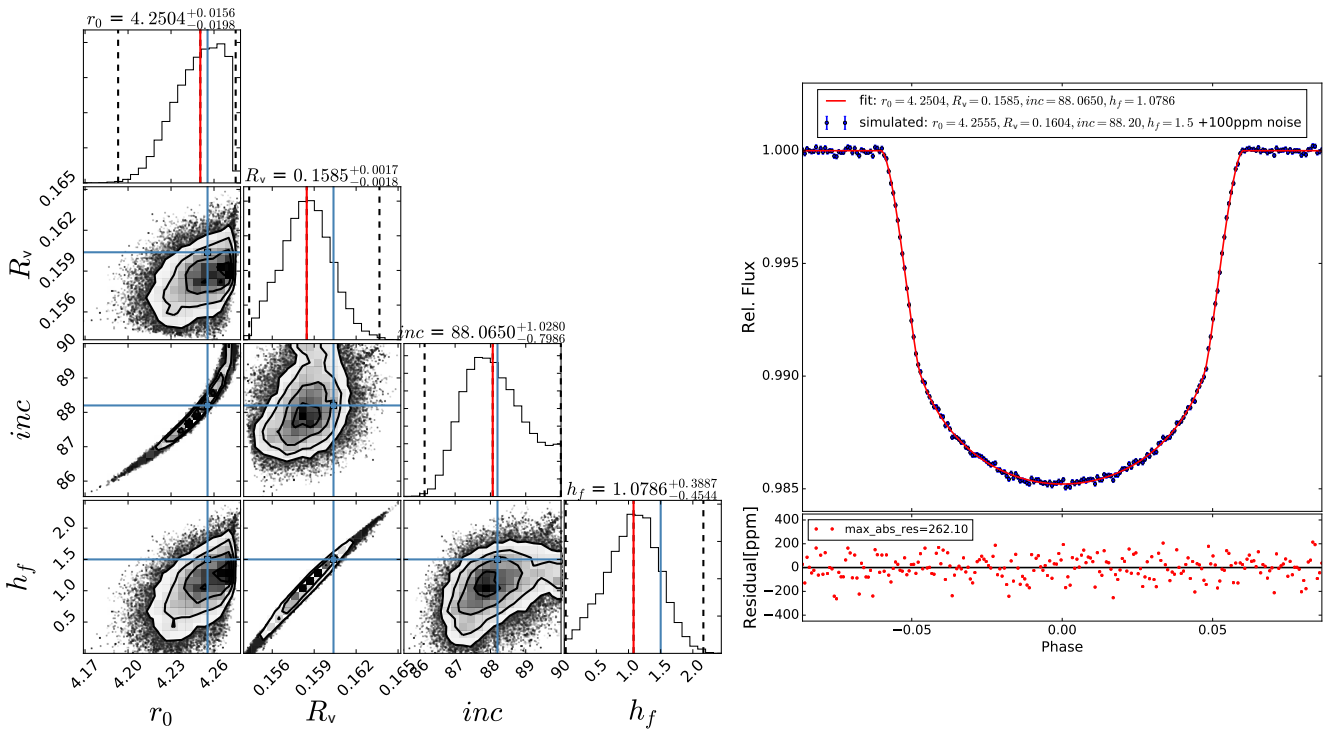 r₀ = 4.2504 +0.0156 −0.0198
0.165
R_v = 0.1585 +0.0017 −0.0018
R_v
0.162
0.159
0.156
inc = 88.0650 +1.0280 −0.7986
inc
90
89
88
87
86
h_f = 1.0786 +0.3887 −0.4544
h_f
2.0
1.5
1.0
0.5
4.17 4.20 4.23 4.26
0.156 0.159 0.162 0.165
86 87 88 89 90
0.5 1.0 1.5 2.0
r₀ R_v inc h_f
fit: r₀ = 4.2504, R_v = 0.1585, inc = 88.0650, h_f = 1.0786
simulated: r₀ = 4.2555, R_v = 0.1604, inc = 88.20, h_f = 1.5 +100ppm noise
Rel. Flux
1.000
0.995
0.990
0.985
max_abs_res=262.10
Residual[ppm]
400
200
0
−200
−400
−0.05 0.00 0.05
Phase